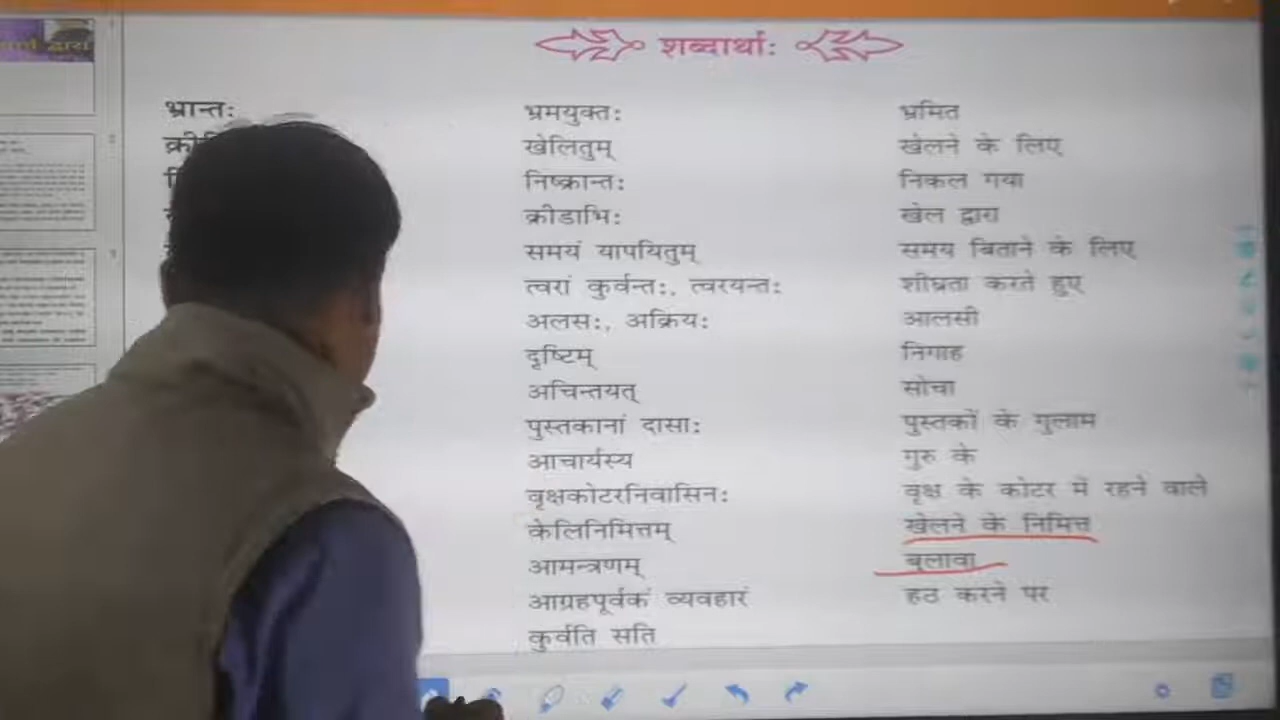 शब्दार्थाः
भ्रान्तः भ्रमयुक्तः भ्रमित
खेलितुम् खेलने के लिए
निष्क्रान्तः निकल गया
क्रीडाभिः खेल द्वारा
समयं यापयितुम् समय बिताने के लिए
त्वरां कुर्वन्तः, त्वरयन्तः शीघ्रता करते हुए
अलसः, अक्रियः आलसी
दृष्टिम् निगाह
अचिन्तयत् सोचा
पुस्तकानां दासाः पुस्तकों के गुलाम
आचार्यस्य गुरु के
वृक्षकोटरनिवासिनः वृक्ष के कोटर में रहने वाले
केलिनिमित्तम् खेलने के निमित्त
आमन्त्रणम् बुलावा
आग्रहपूर्वकं व्यवहारं हठ करने पर
कुर्वति सति